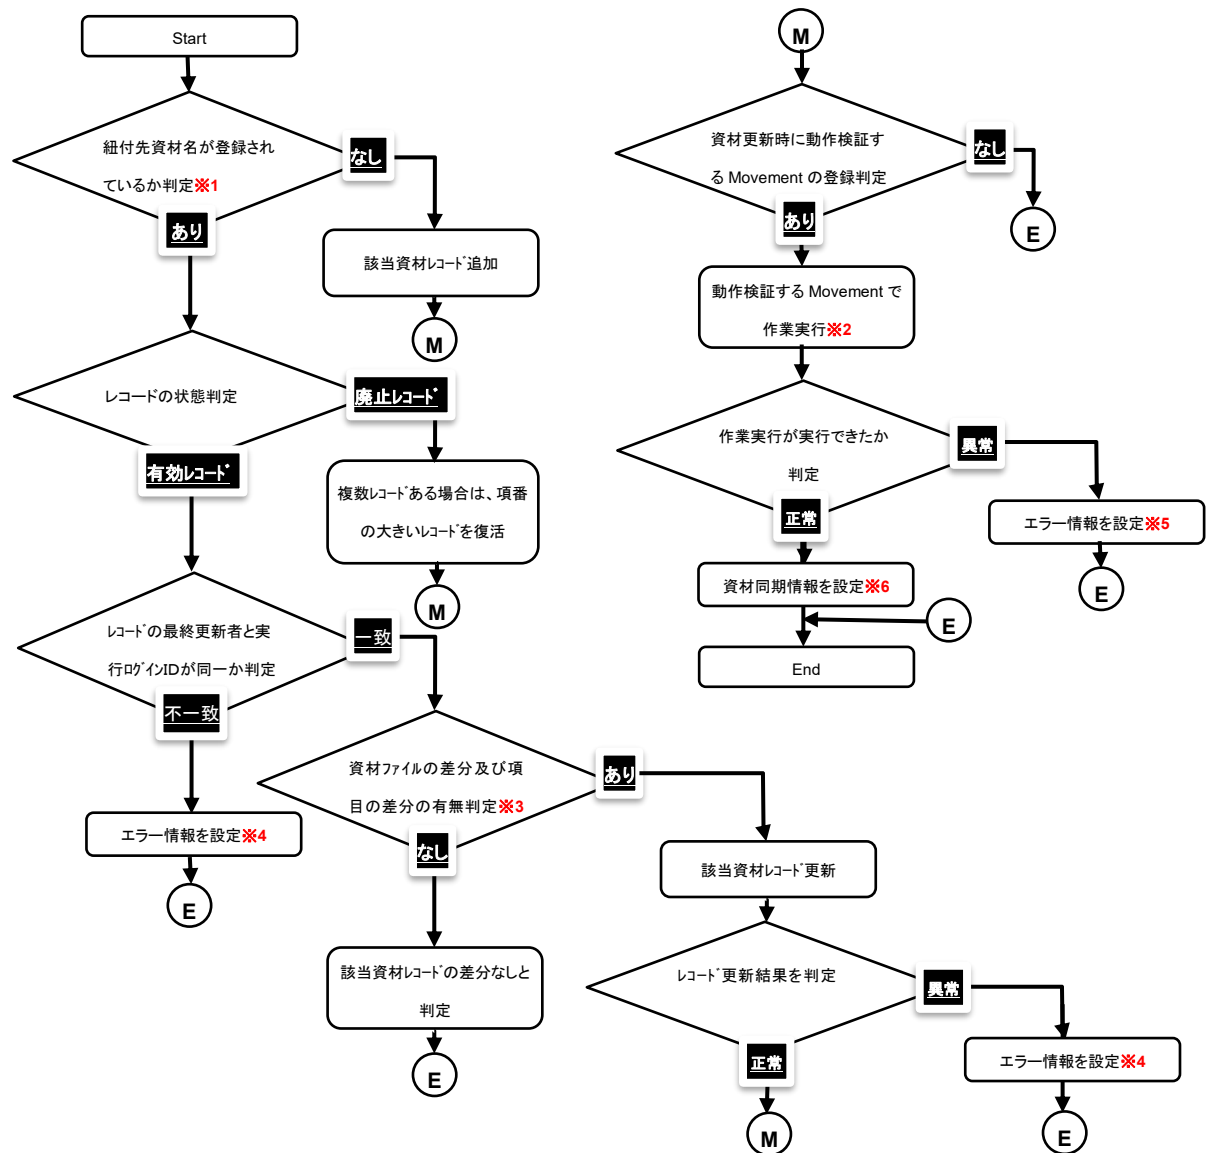 Start
紐付先資材名が登録され
ているか判定※1
なし
あり
該当資材ﾚｺｰﾄﾞ追加
M
レコードの状態判定
廃止ﾚｺｰﾄﾞ
有効ﾚｺｰﾄﾞ
複数ﾚｺｰﾄﾞある場合は、項番
の大きいﾚｺｰﾄﾞを復活
M
ﾚｺｰﾄﾞの最終更新者と実
行ﾛｸﾞｲﾝIDが同一か判定
一致
不一致
エラー情報を設定※4
E
資材ﾌｧｲﾙの差分及び項
目の差分の有無判定※3
あり
なし
該当資材ﾚｺｰﾄﾞの差分なしと
判定
E
該当資材ﾚｺｰﾄﾞ更新
ﾚｺｰﾄﾞ更新結果を判定
異常
正常
エラー情報を設定※4
M
E
M
資材更新時に動作検証す
る Movement の登録判定
なし
あり
E
動作検証する Movement で
作業実行※2
作業実行が実行できたか
判定
異常
正常
エラー情報を設定※5
E
資材同期情報を設定※6
E
End